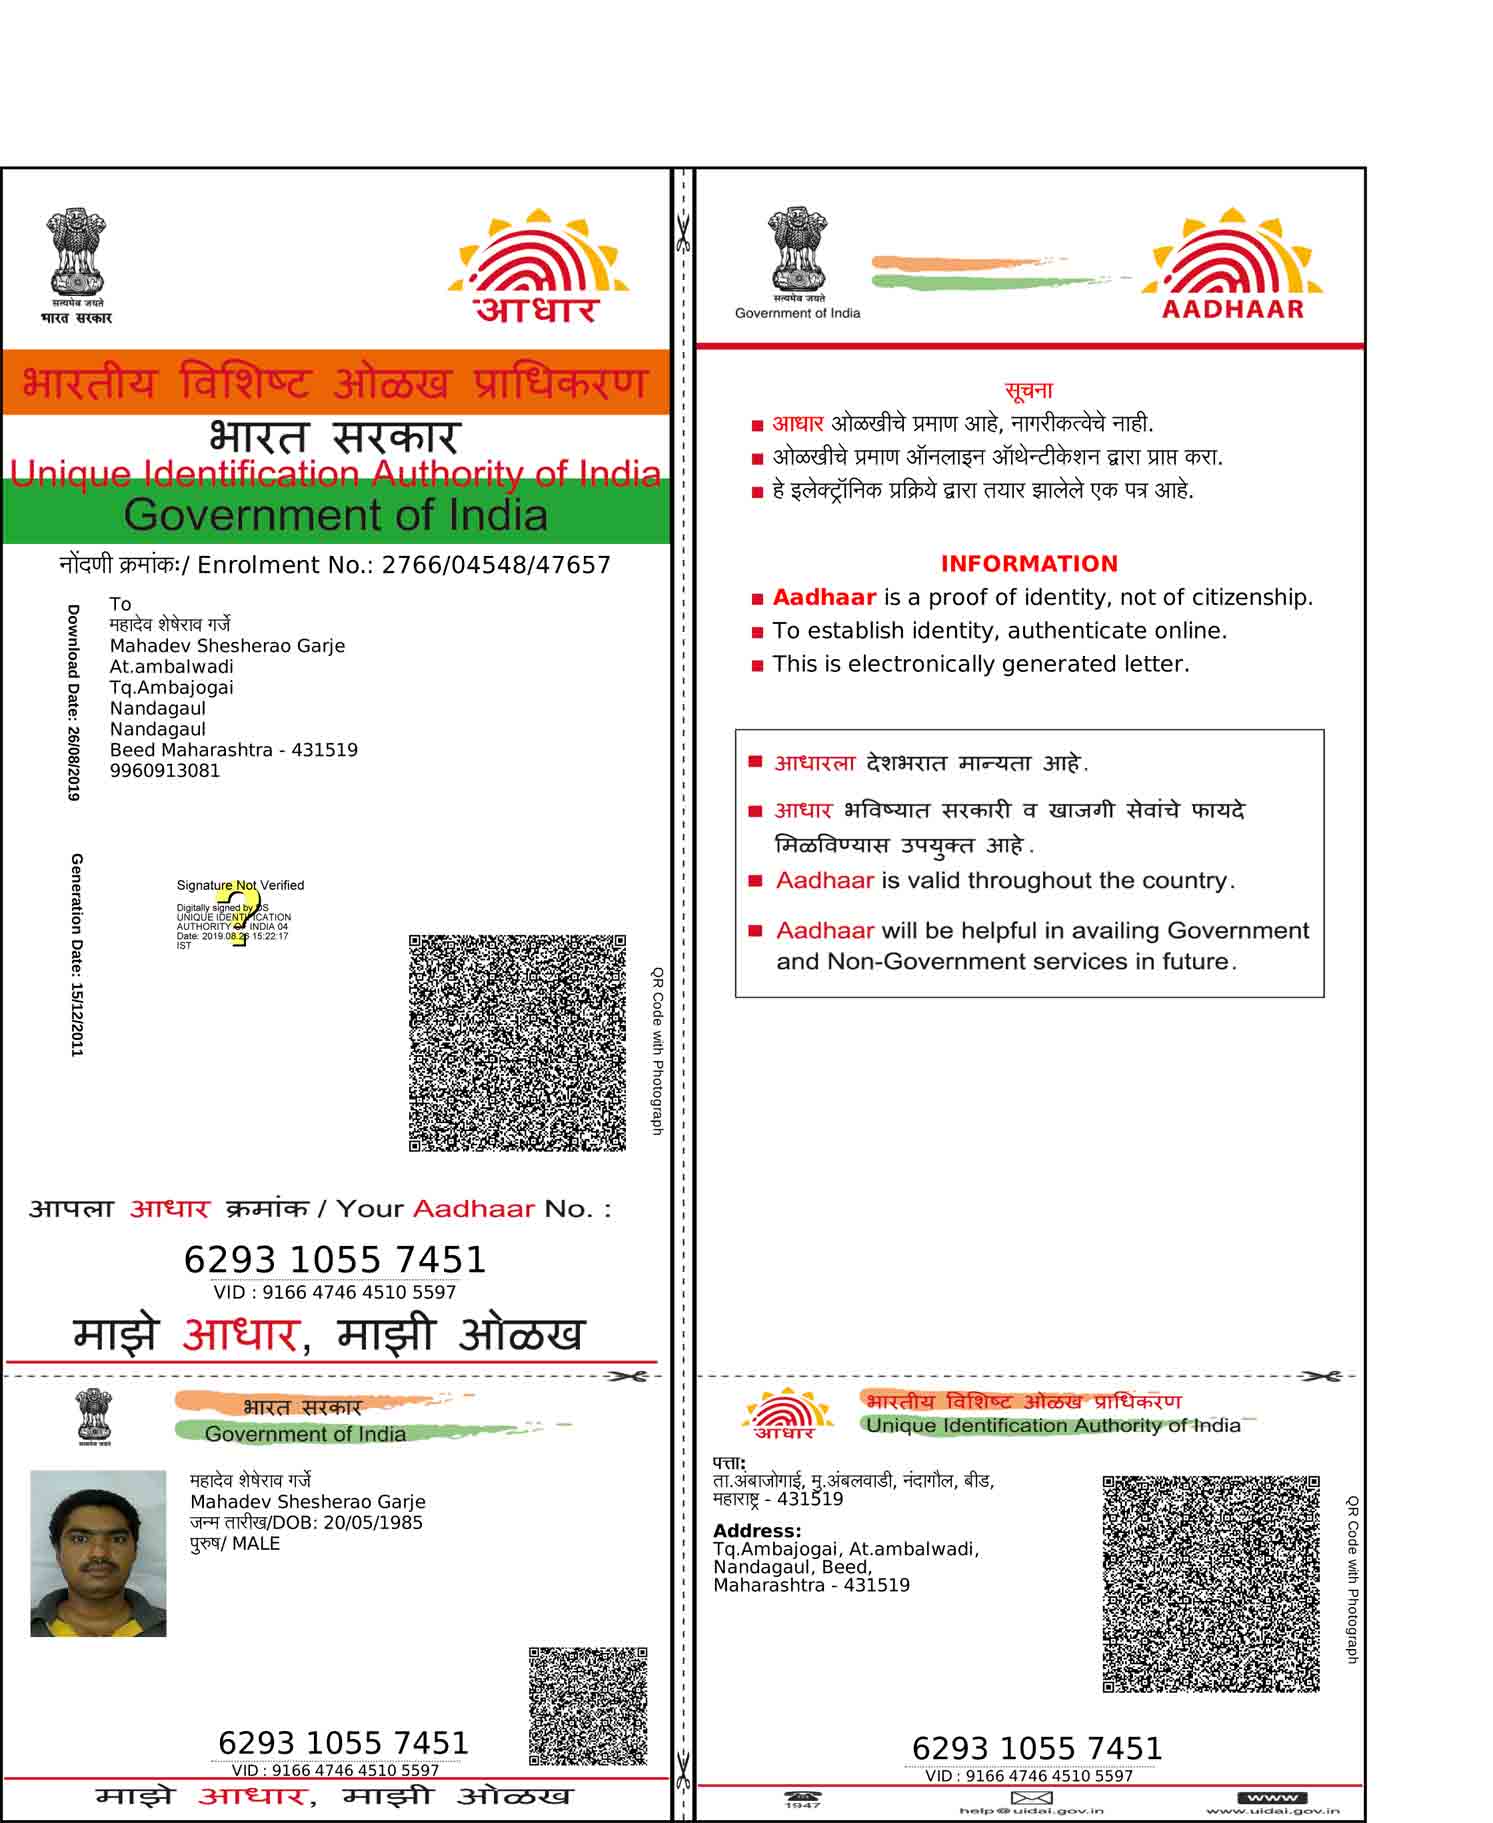 सत्यमेव जयते
भारत सरकार
आधार
भारतीय विशिष्ट ओळख प्राधिकरण
भारत सरकार
Unique Identification Authority of India
Government of India
नोंदणी क्रमांक:/ Enrolment No.: 2766/04548/47657
Download Date: 26/08/2019
To
महादेव शेषेराव गर्जे
Mahadev Shesherao Garje
At.ambalwadi
Tq.Ambajogai
Nandagaul
Nandagaul
Beed Maharashtra - 431519
9960913081
Generation Date: 15/12/2011
Signature Not Verified
Digitally signed by DS
UNIQUE IDENTIFICATION
AUTHORITY OF INDIA 04
Date: 2019.08.26 15:22:17
IST
QR Code with Photograph
आपला आधार क्रमांक / Your Aadhaar No. :
6293 1055 7451
VID : 9166 4746 4510 5597
माझे आधार, माझी ओळख
सत्यमेव जयते
Government of India
AADHAAR
सूचना
आधार ओळखीचे प्रमाण आहे, नागरीकत्वेचे नाही.
ओळखीचे प्रमाण ऑनलाइन ऑथेन्टीकेशन द्वारा प्राप्त करा.
हे इलेक्ट्रॉनिक प्रक्रिये द्वारा तयार झालेले एक पत्र आहे.
INFORMATION
Aadhaar is a proof of identity, not of citizenship.
To establish identity, authenticate online.
This is electronically generated letter.
आधारला देशभरात मान्यता आहे.
आधार भविष्यात सरकारी व खाजगी सेवांचे फायदे
मिळविण्यास उपयुक्त आहे.
Aadhaar is valid throughout the country.
Aadhaar will be helpful in availing Government
and Non-Government services in future.
सत्यमेव जयते
भारत सरकार
Government of India
महादेव शेषेराव गर्जे
Mahadev Shesherao Garje
जन्म तारीख/DOB: 20/05/1985
पुरुष/ MALE
6293 1055 7451
VID : 9166 4746 4510 5597
माझे आधार, माझी ओळख
आधार
भारतीय विशिष्ट ओळख प्राधिकरण
Unique Identification Authority of India
पत्ता:
ता.अंबाजोगाई, मु.अंबलवाडी, नंदागौल, बीड,
महाराष्ट्र - 431519
Address:
Tq.Ambajogai, At.ambalwadi,
Nandagaul, Beed,
Maharashtra - 431519
QR Code with Photograph
6293 1055 7451
VID : 9166 4746 4510 5597
1947
help@uidai.gov.in
www
www.uidai.gov.in